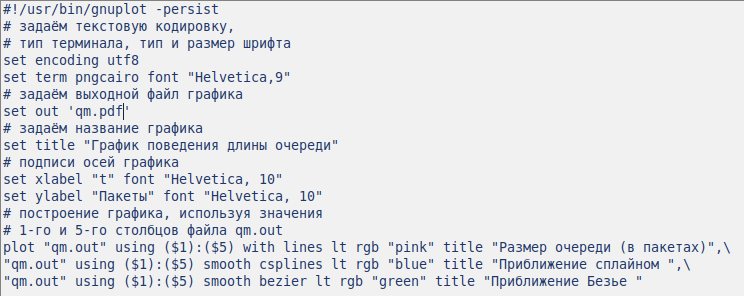 #!/usr/bin/gnuplot -persist
# задаём текстовую кодировку,
# тип терминала, тип и размер шрифта
set encoding utf8
set term pngcairo font "Helvetica,9"
# задаём выходной файл графика
set out 'qm.pdf'
# задаём название графика
set title "График поведения длины очереди"
# подписи осей графика
set xlabel "t" font "Helvetica, 10"
set ylabel "Пакеты" font "Helvetica, 10"
# построение графика, используя значения
# 1-го и 5-го столбцов файла qm.out
plot "qm.out" using ($1):($5) with lines lt rgb "pink" title "Размер очереди (в пакетах)",\
"qm.out" using ($1):($5) smooth csplines lt rgb "blue" title "Приближение сплайном ",\
"qm.out" using ($1):($5) smooth bezier lt rgb "green" title "Приближение Безье "